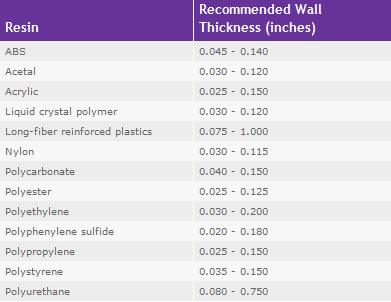 Resin Recommended Wall
Thickness (inches)
ABS 0.045 - 0.140
Acetal 0.030 - 0.120
Acrylic 0.025 - 0.150
Liquid crystal polymer 0.030 - 0.120
Long-fiber reinforced plastics 0.075 - 1.000
Nylon 0.030 - 0.115
Polycarbonate 0.040 - 0.150
Polyester 0.025 - 0.125
Polyethylene 0.030 - 0.200
Polyphenylene sulfide 0.020 - 0.180
Polypropylene 0.025 - 0.150
Polystyrene 0.035 - 0.150
Polyurethane 0.080 - 0.750